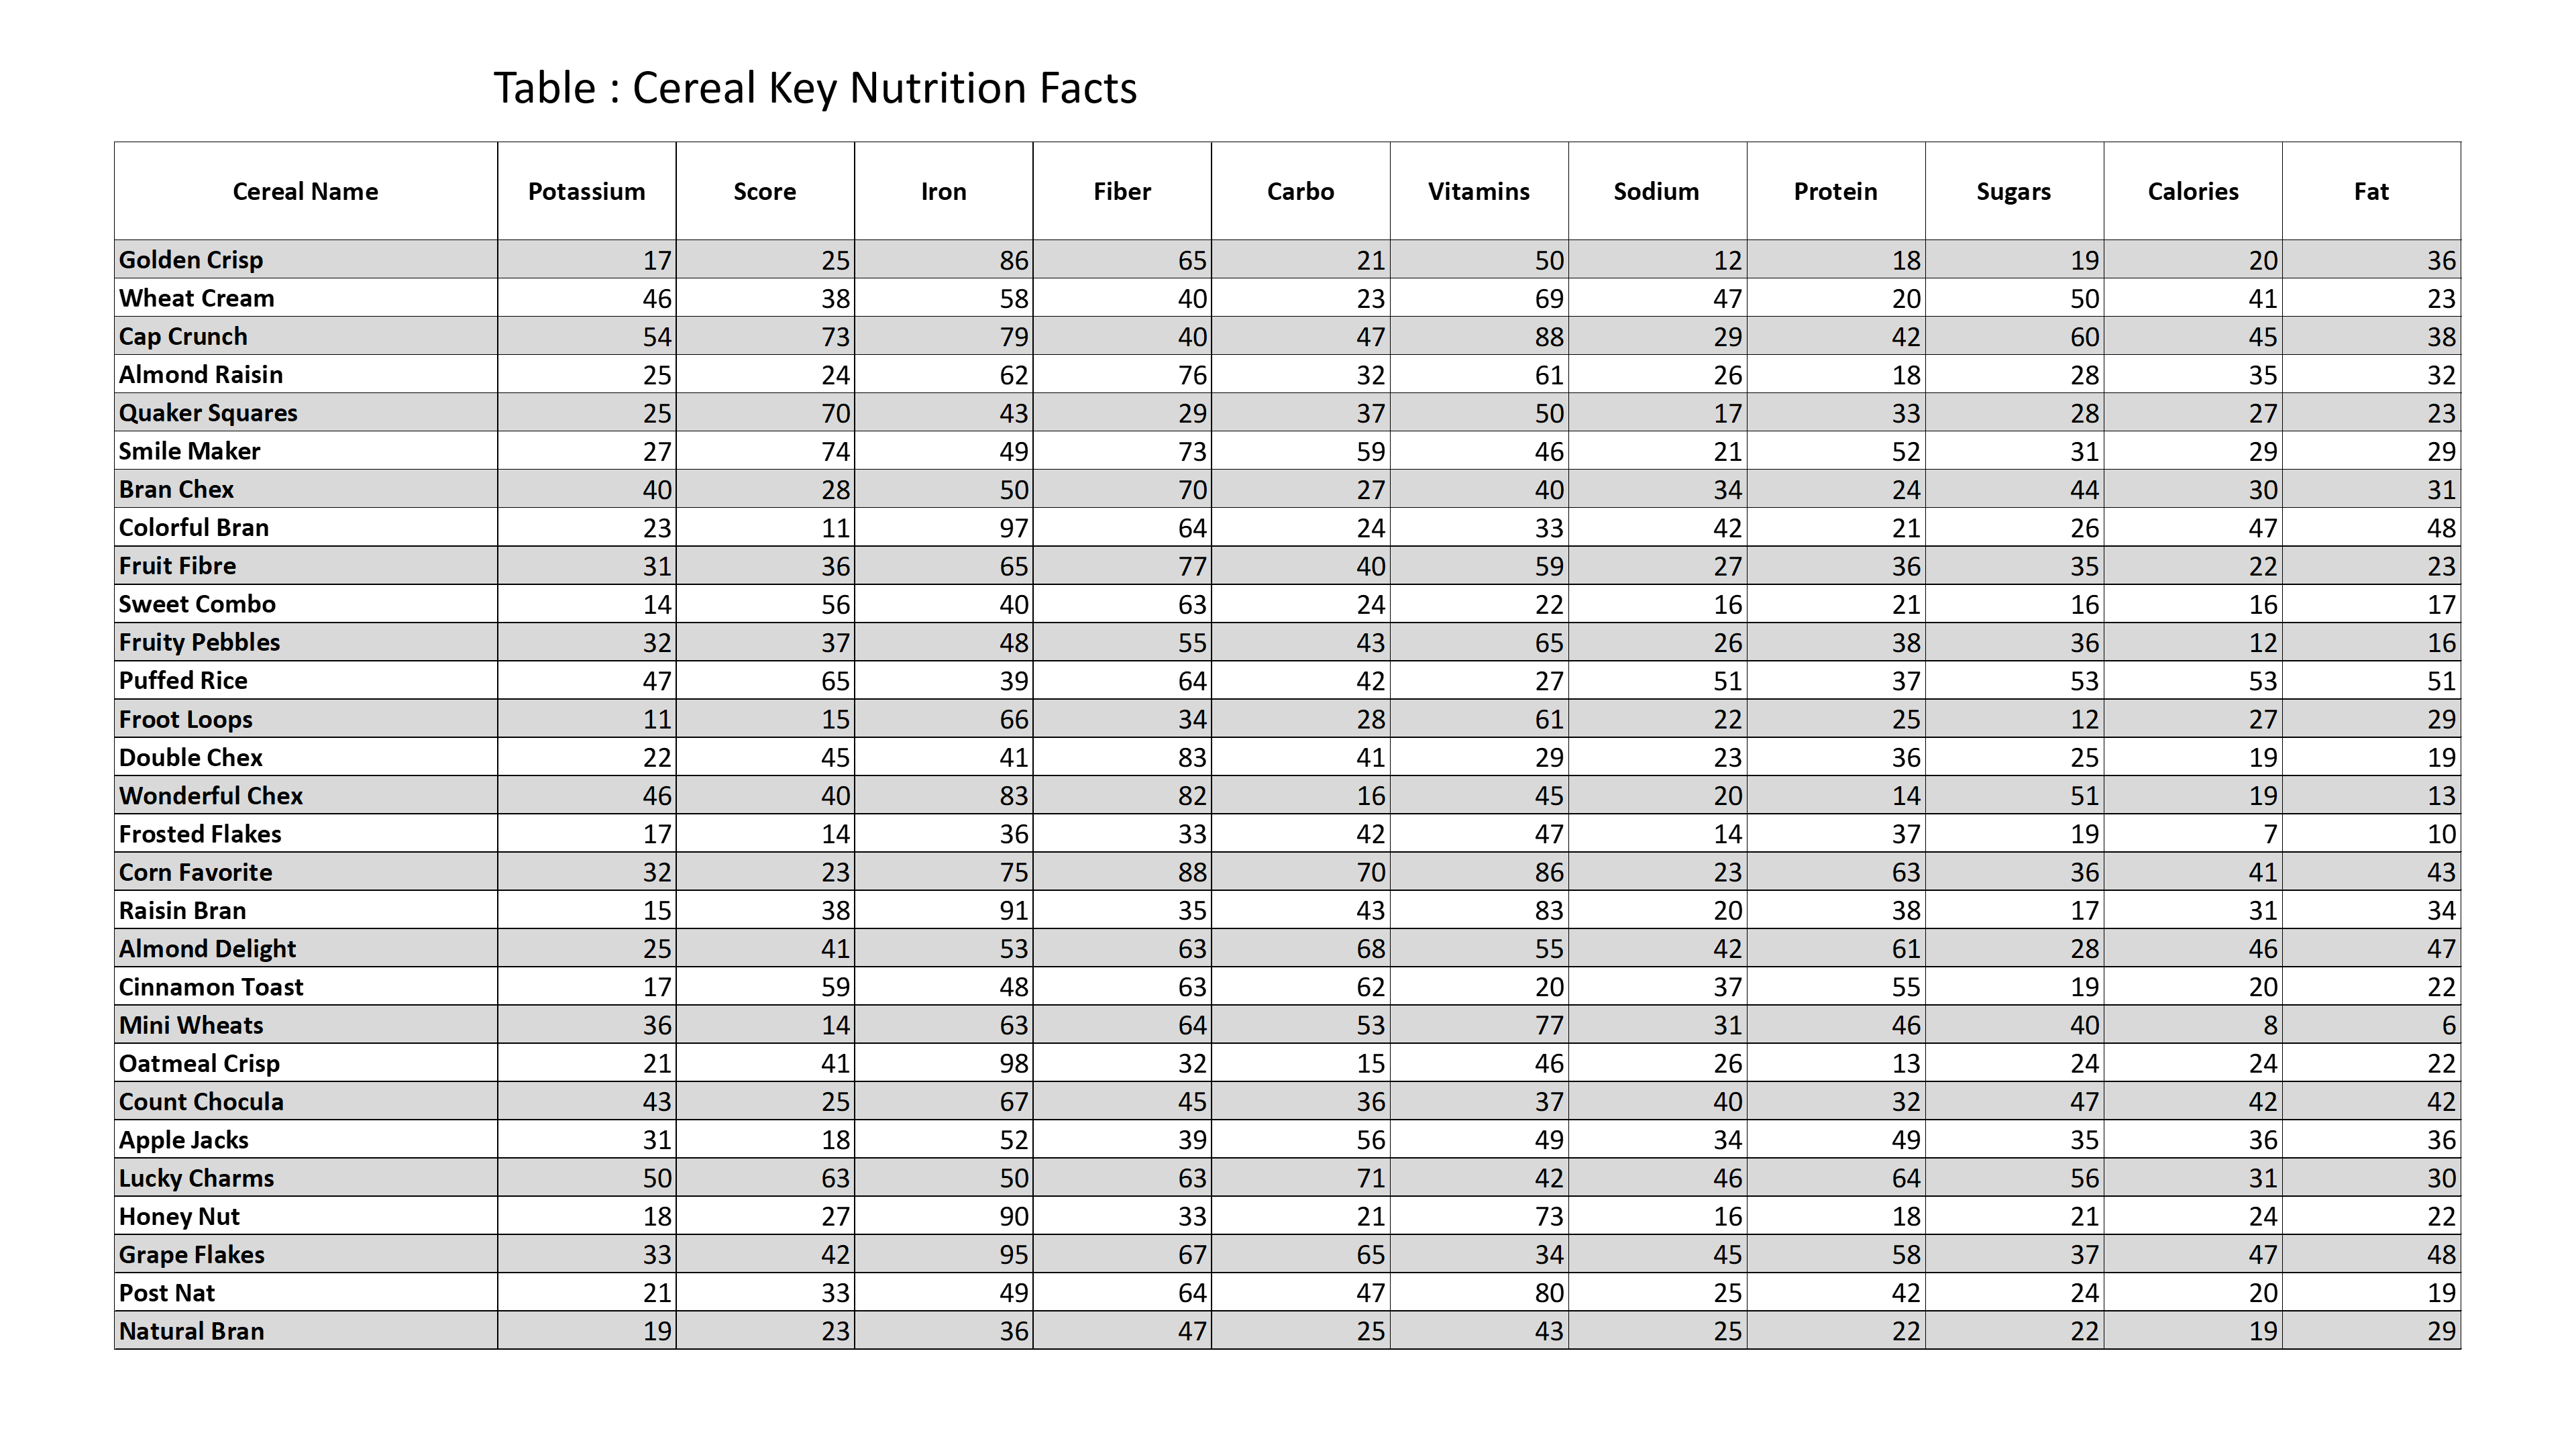 Table : Cereal Key Nutrition Facts
Cereal Name Potassium Score Iron Fiber Carbo Vitamins Sodium Protein Sugars Calories Fat
Golden Crisp 17 25 86 65 21 50 12 18 19 20 36
Wheat Cream 46 38 58 40 23 69 47 20 50 41 23
Cap Crunch 54 73 79 40 47 88 29 42 60 45 38
Almond Raisin 25 24 62 76 32 61 26 18 28 35 32
Quaker Squares 25 70 43 29 37 50 17 33 28 27 23
Smile Maker 27 74 49 73 59 46 21 52 31 29 29
Bran Chex 40 28 50 70 27 40 34 24 44 30 31
Colorful Bran 23 11 97 64 24 33 42 21 26 47 48
Fruit Fibre 31 36 65 77 40 59 27 36 35 22 23
Sweet Combo 14 56 40 63 24 22 16 21 16 16 17
Fruity Pebbles 32 37 48 55 43 65 26 38 36 12 16
Puffed Rice 47 65 39 64 42 27 51 37 53 53 51
Froot Loops 11 15 66 34 28 61 22 25 12 27 29
Double Chex 22 45 41 83 41 29 23 36 25 19 19
Wonderful Chex 46 40 83 82 16 45 20 14 51 19 13
Frosted Flakes 17 14 36 33 42 47 14 37 19 7 10
Corn Favorite 32 23 75 88 70 86 23 63 36 41 43
Raisin Bran 15 38 91 35 43 83 20 38 17 31 34
Almond Delight 25 41 53 63 68 55 42 61 28 46 47
Cinnamon Toast 17 59 48 63 62 20 37 55 19 20 22
Mini Wheats 36 14 63 64 53 77 31 46 40 8 6
Oatmeal Crisp 21 41 98 32 15 46 26 13 24 24 22
Count Chocula 43 25 67 45 36 37 40 32 47 42 42
Apple Jacks 31 18 52 39 56 49 34 49 35 36 36
Lucky Charms 50 63 50 63 71 42 46 64 56 31 30
Honey Nut 18 27 90 33 21 73 16 18 21 24 22
Grape Flakes 33 42 95 67 65 34 45 58 37 47 48
Post Nat 21 33 49 64 47 80 25 42 24 20 19
Natural Bran 19 23 36 47 25 43 25 22 22 19 29